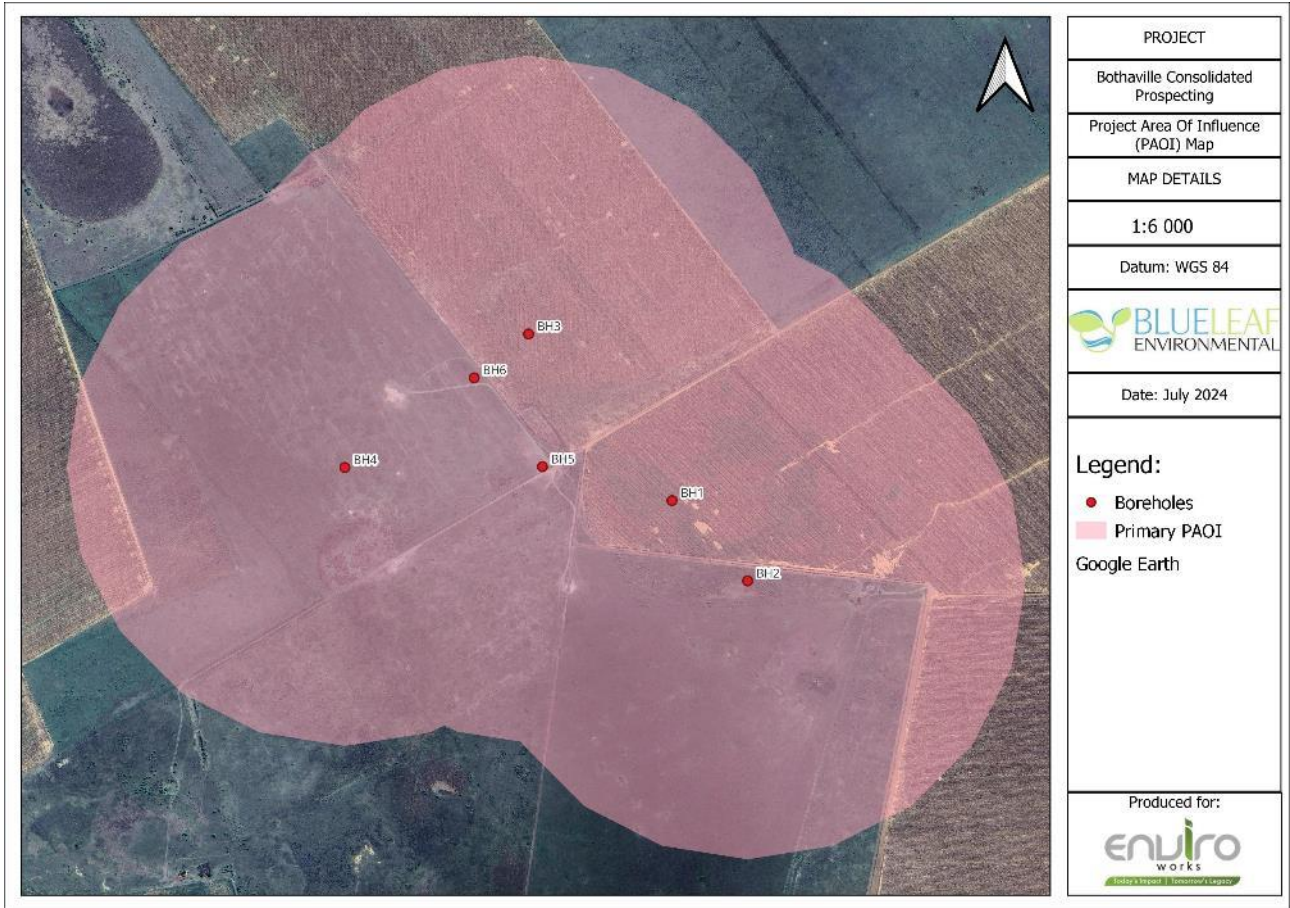 BH3
BH6
BH4
BH5
BH1
BH2
PROJECT
Bothaville Consolidated
Prospecting
Project Area Of Influence
(PAOI) Map
MAP DETAILS
1:6 000
Datum: WGS 84
BLUELEAF
ENVIRONMENTAL
Date: July 2024
Legend:
Boreholes
Primary PAOI
Google Earth
Produced for:
enviro
works
Today's Impact | Tomorrow's Legacy